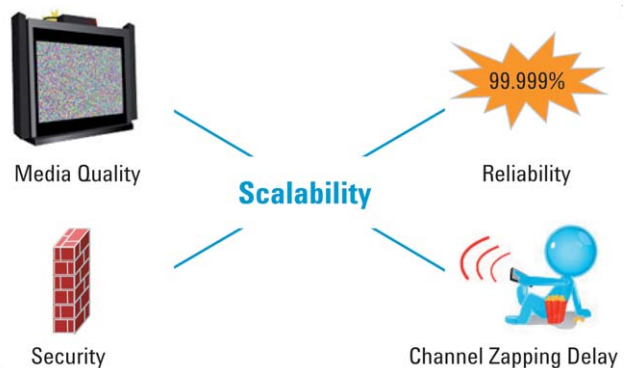 99.999%
Media Quality
Reliability
Scalability
Security
Channel Zapping Delay